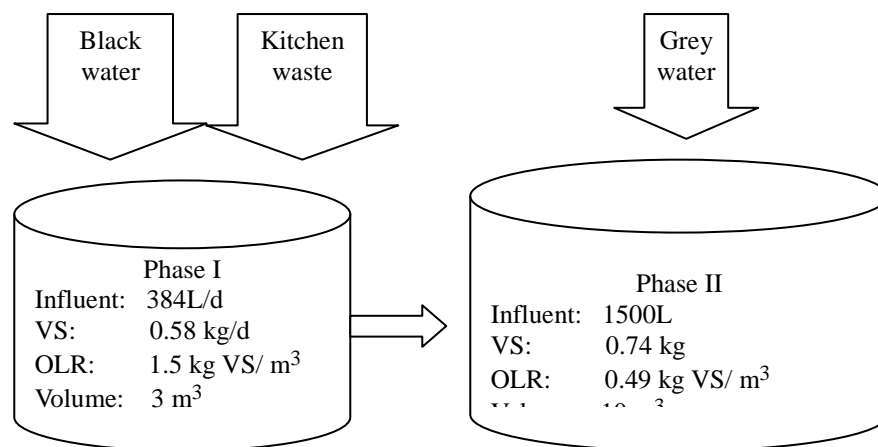 Black
water
Kitchen
waste
Grey
water
Phase I
Influent: 384L/d
VS: 0.58 kg/d
OLR: 1.5 kg VS/ m³
Volume: 3 m³
Phase II
Influent: 1500L
VS: 0.74 kg
OLR: 0.49 kg VS/ m³